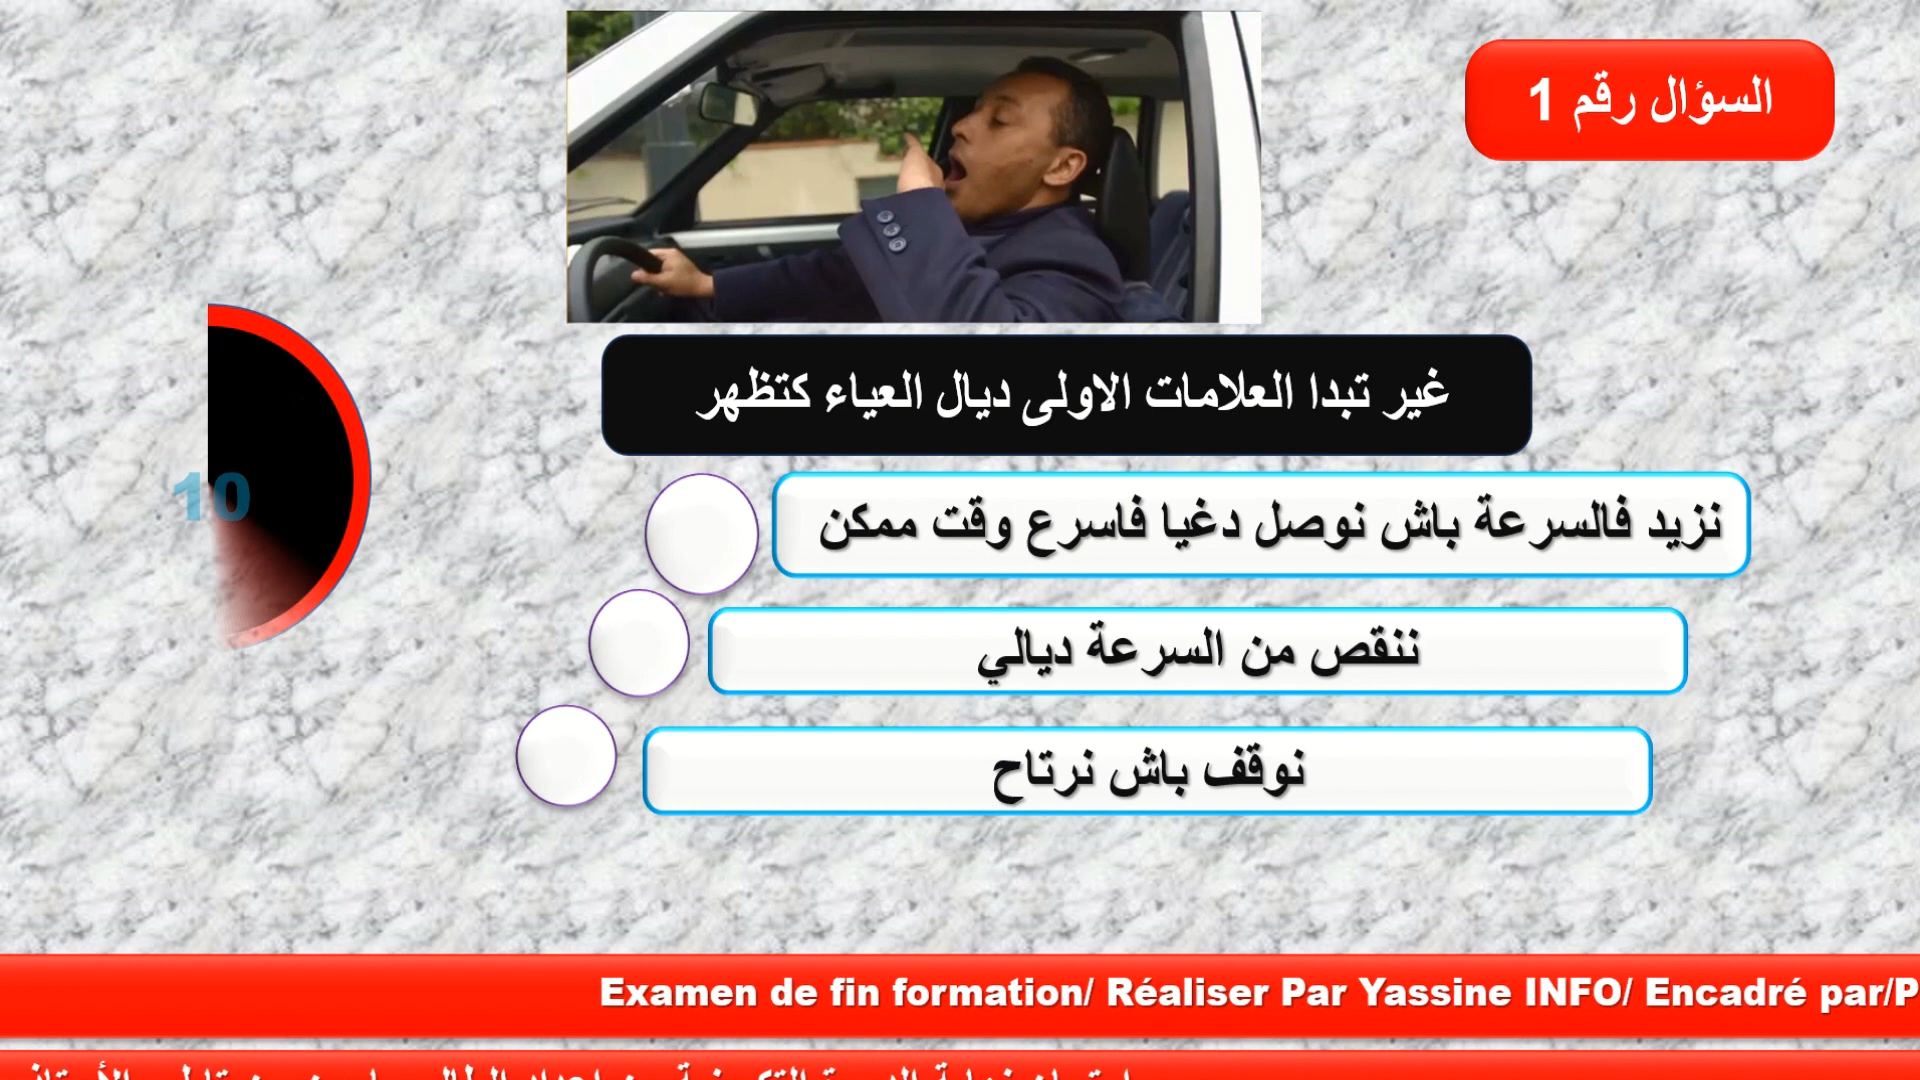 السؤال رقم 1
غير تبدا العلامات الاولى ديال العياء كتظهر
10
نزيد فالسرعة باش نوصل دغيا فاسرع وقت ممكن
ننقص من السرعة ديالي
نوقف باش نرتاح
Examen de fin formation/ Réaliser Par Yassine INFO/ Encadré par/P